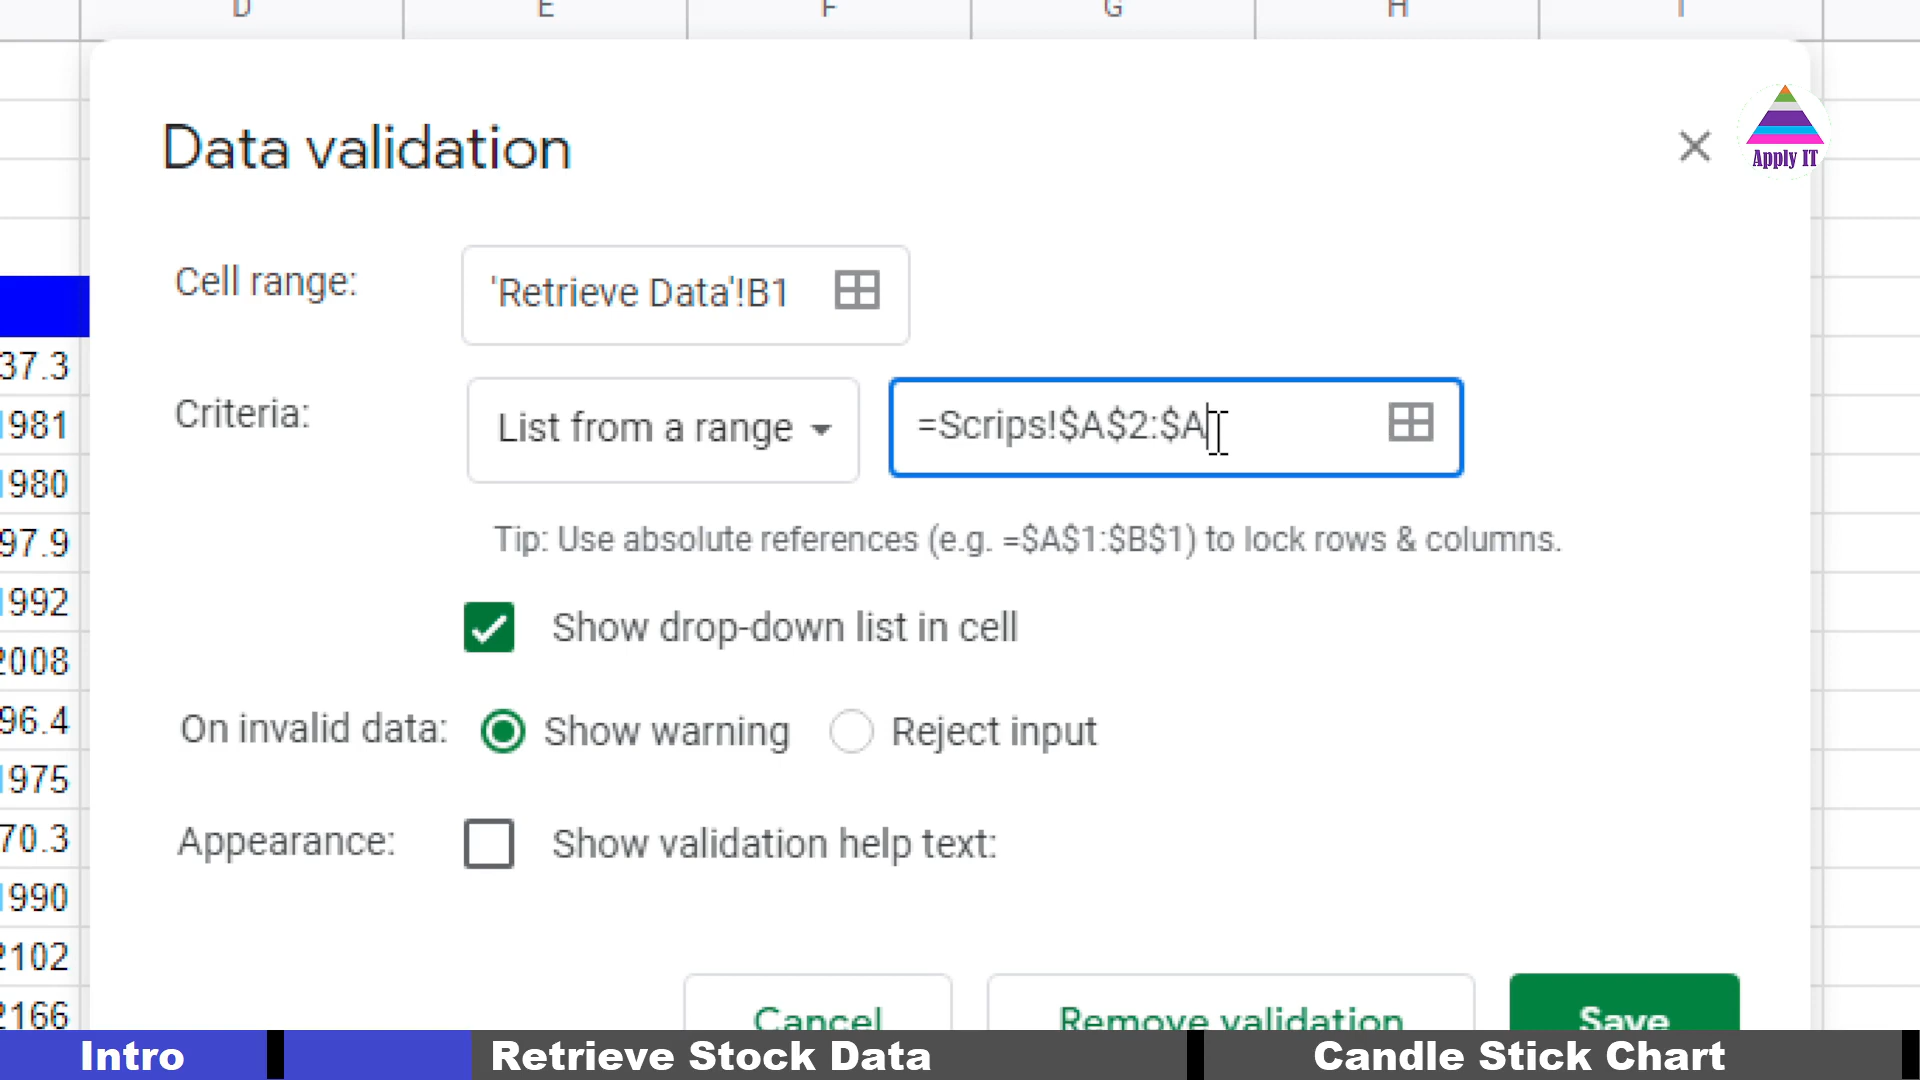 D E F G H I
Data validation
Apply IT
Cell range: 'Retrieve Data'!B1
Criteria: List from a range =Scrips!$A$2:$A
Tip: Use absolute references (e.g. =$A$1:$B$1) to lock rows & columns.
Show drop-down list in cell
On invalid data: Show warning Reject input
Appearance: Show validation help text:
37.3
1981
1980
97.9
1992
2008
96.4
1975
70.3
1990
2102
2166
Cancel Remove validation Save
Intro Retrieve Stock Data Candle Stick Chart